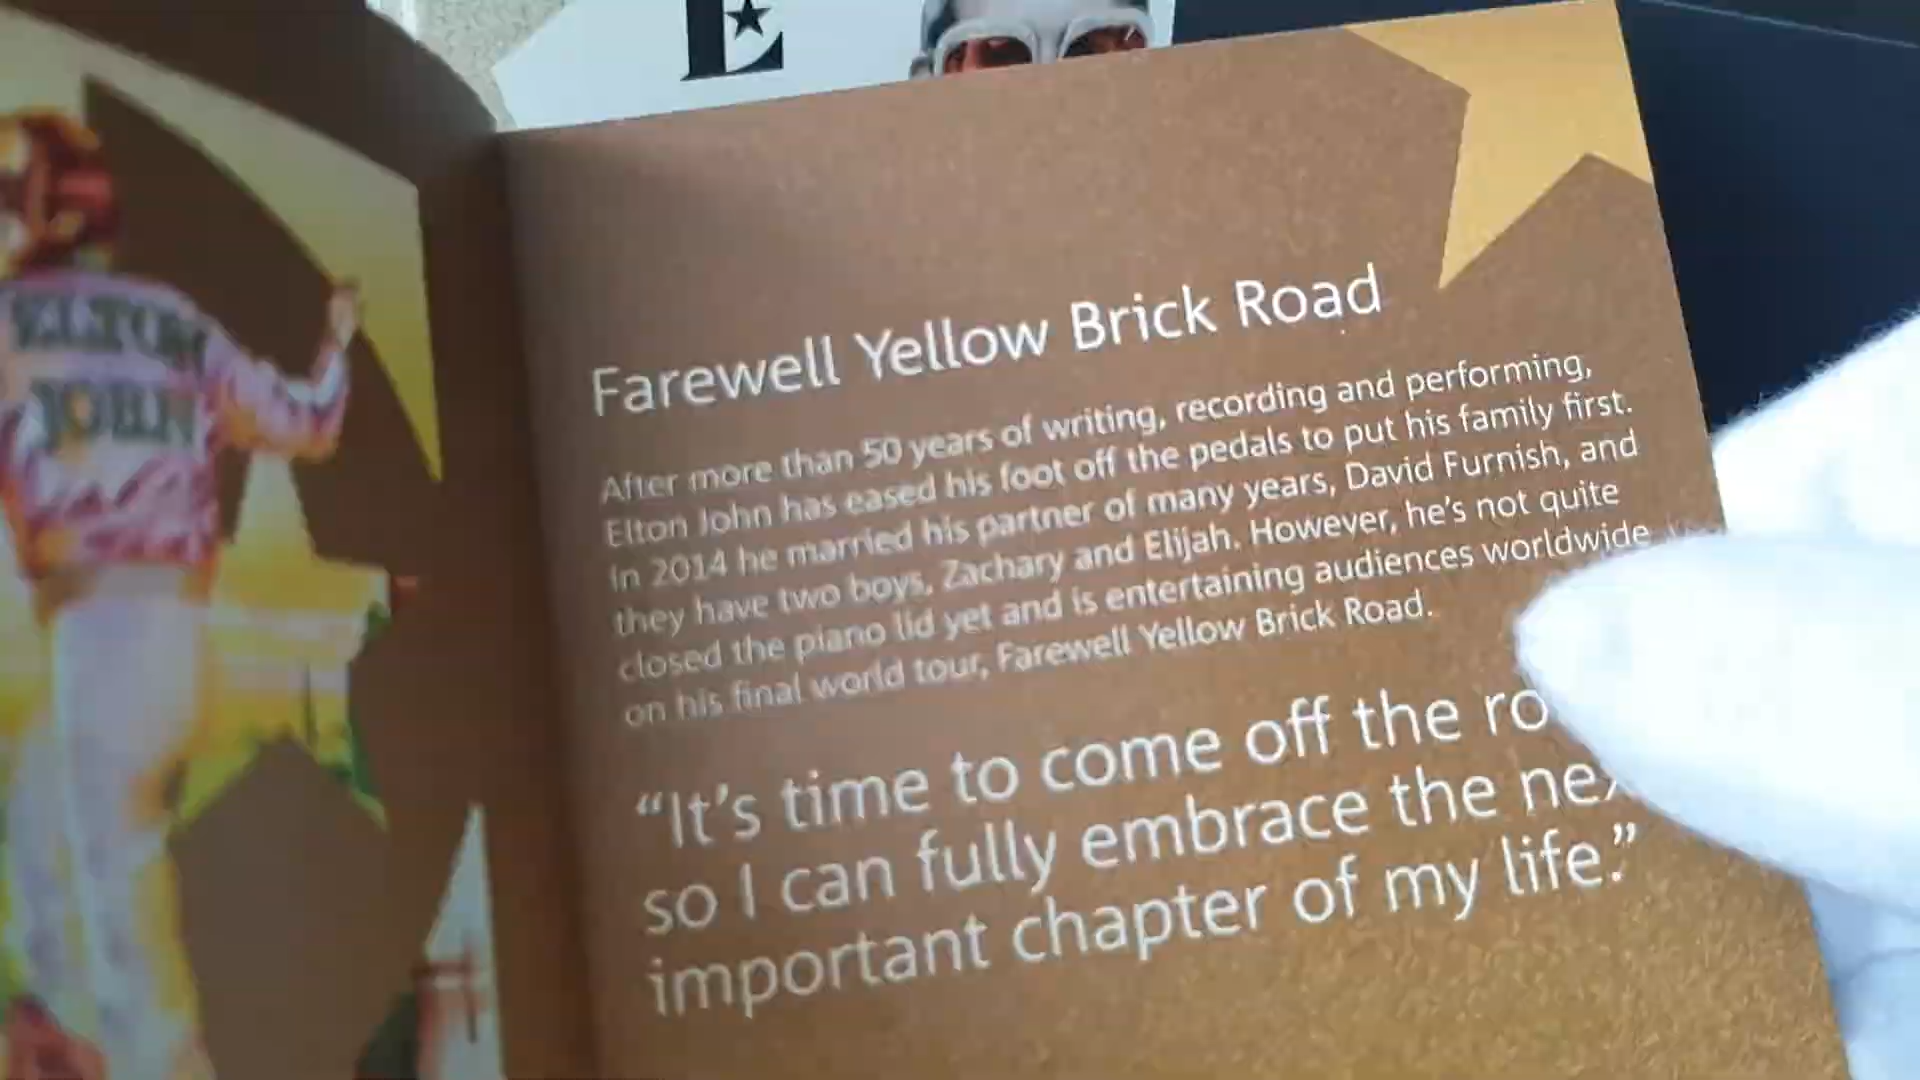 E
ELTON
JOHN
Farewell Yellow Brick Road
After more than 50 years of writing, recording and performing,
Elton John has eased his foot off the pedals to put his family first.
In 2014 he married his partner of many years, David Furnish, and
they have two boys, Zachary and Elijah. However, he's not quite
closed the piano lid yet and is entertaining audiences worldwide
on his final world tour, Farewell Yellow Brick Road.
“It's time to come off the
so I can fully embrace the
important chapter of my life.”